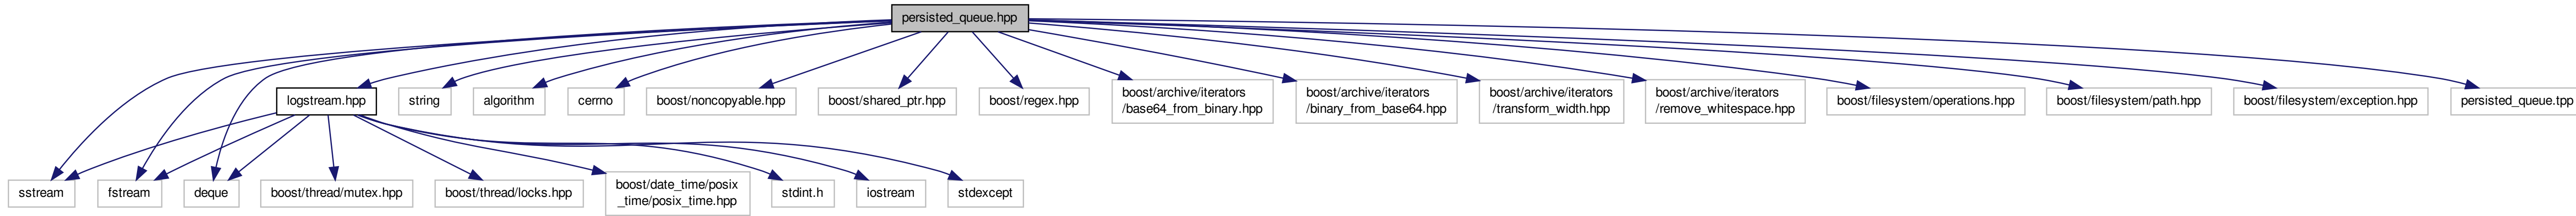 persisted_queue.hpp
logstream.hpp
string
algorithm
cerrno
boost/noncopyable.hpp
boost/shared_ptr.hpp
boost/regex.hpp
boost/archive/iterators
/base64_from_binary.hpp
boost/archive/iterators
/binary_from_base64.hpp
boost/archive/iterators
/transform_width.hpp
boost/archive/iterators
/remove_whitespace.hpp
boost/filesystem/operations.hpp
boost/filesystem/path.hpp
boost/filesystem/exception.hpp
persisted_queue.tpp
sstream
fstream
deque
boost/thread/mutex.hpp
boost/thread/locks.hpp
boost/date_time/posix
_time/posix_time.hpp
stdint.h
iostream
stdexcept